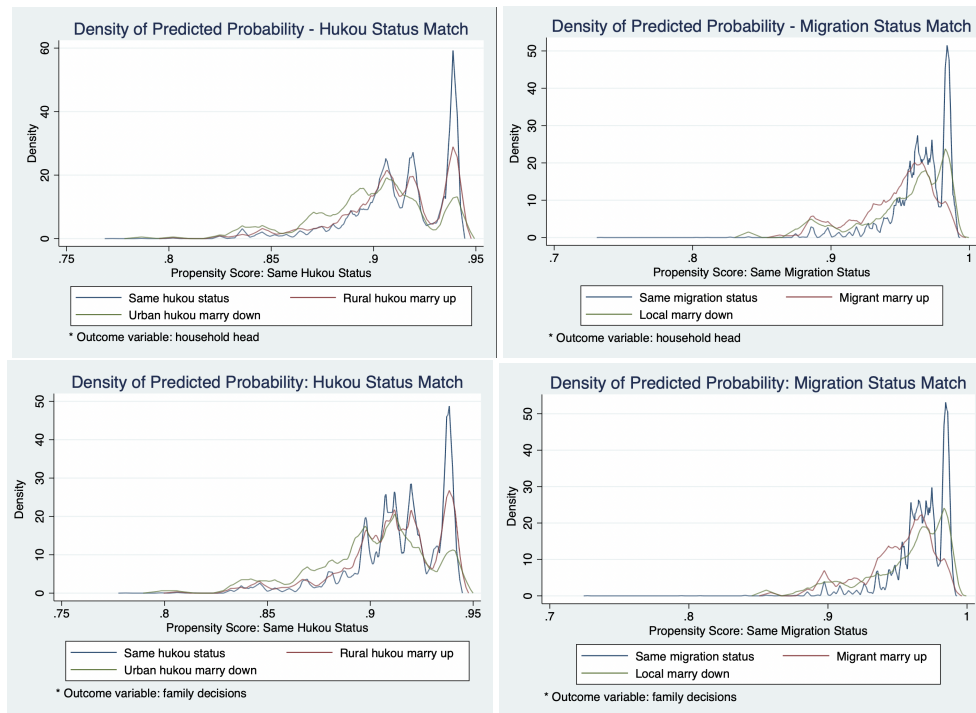 Density of Predicted Probability - Hukou Status Match
Density
60
40
20
0
.75
.8
.85
.9
.95
Propensity Score: Same Hukou Status
Same hukou status
Rural hukou marry up
Urban hukou marry down
* Outcome variable: household head
Density of Predicted Probability - Migration Status Match
Density
50
40
30
20
10
0
.7
.8
.9
1
Propensity Score: Same Migration Status
Same migration status
Migrant marry up
Local marry down
* Outcome variable: household head
Density of Predicted Probability: Hukou Status Match
Density
50
40
30
20
10
0
.75
.8
.85
.9
.95
Propensity Score: Same Hukou Status
Same hukou status
Rural hukou marry up
Urban hukou marry down
* Outcome variable: family decisions
Density of Predicted Probability: Migration Status Match
Density
50
40
30
20
10
0
.7
.8
.9
1
Propensity Score: Same Migration Status
Same migration status
Migrant marry up
Local marry down
* Outcome variable: family decisions